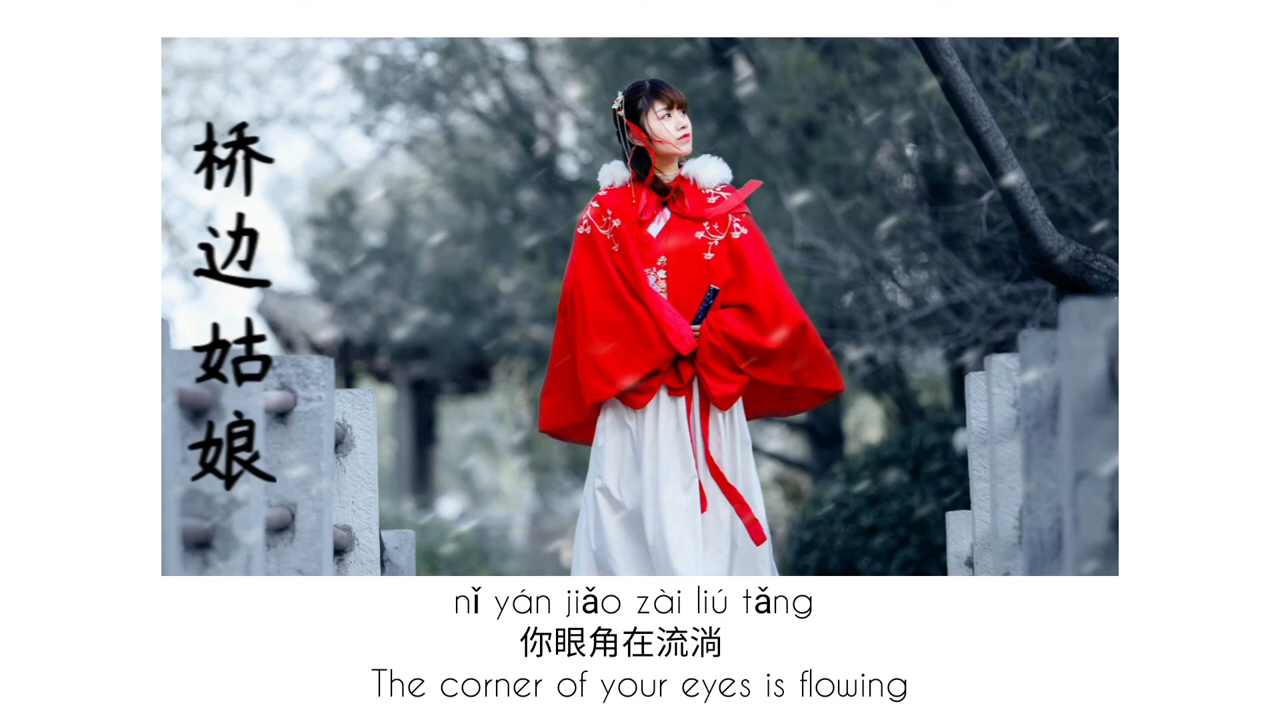 桥边姑娘
nǐ yán jiǎo zài liú tǎng
你眼角在流淌
The corner of your eyes is flowing